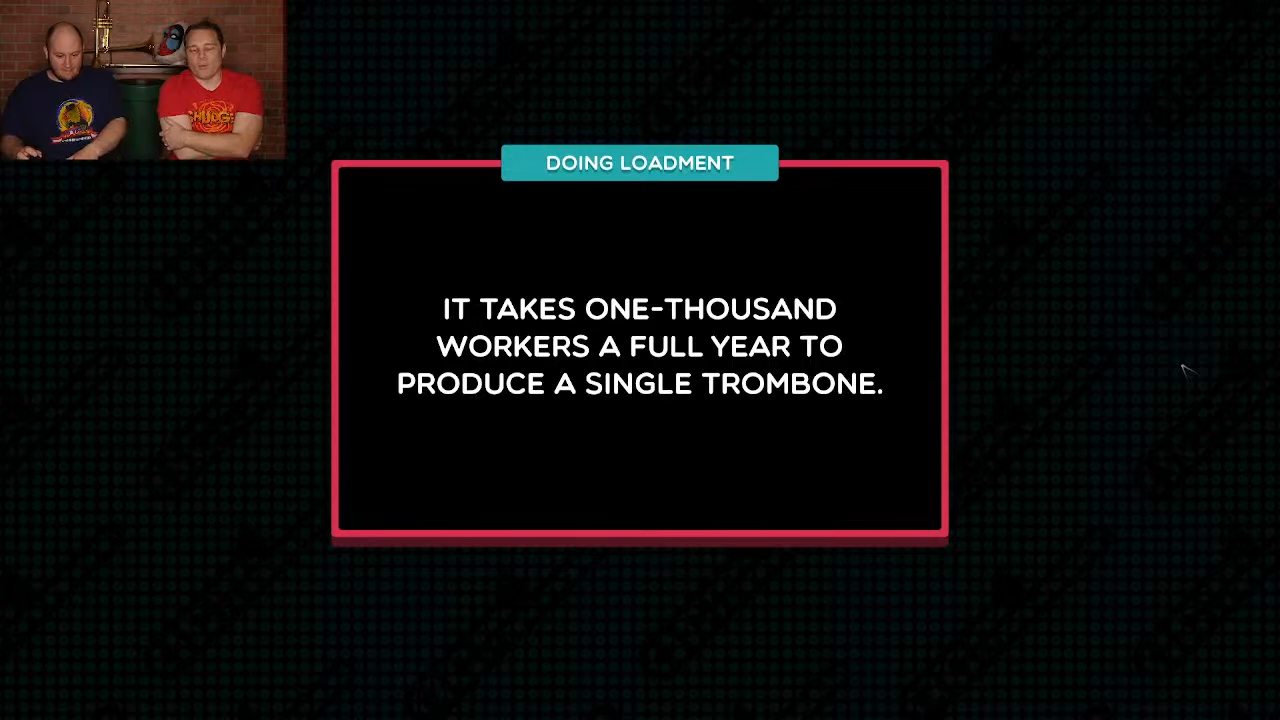 DOING LOADMENT
IT TAKES ONE-THOUSAND
WORKERS A FULL YEAR TO
PRODUCE A SINGLE TROMBONE.